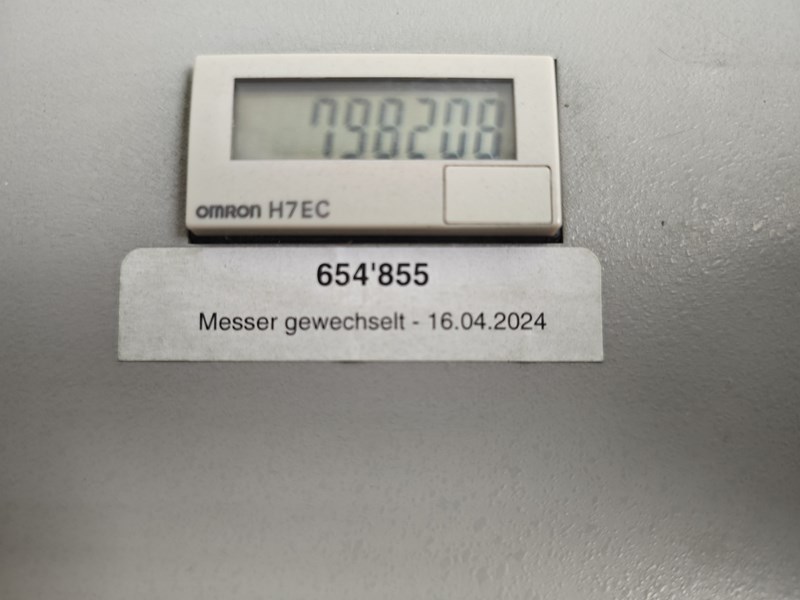 798208
omron H7EC
654'855
Messer gewechselt - 16.04.2024